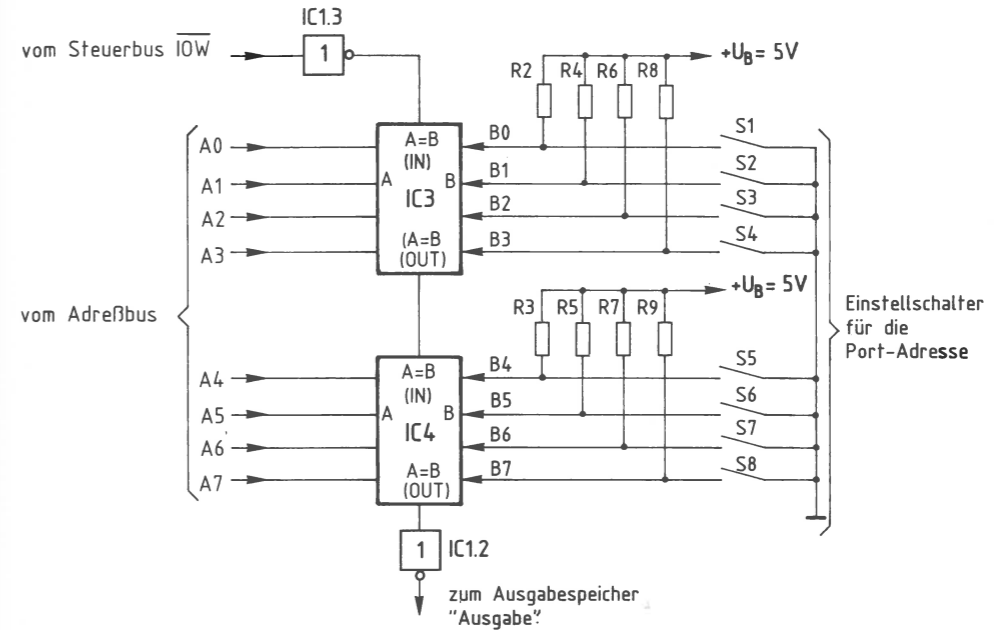 IC1.3
vom Steuerbus I̅O̅W̅
1
+U_B = 5V
R2
R4
R6
R8
A0
A1
A2
A3
A=B
(IN)
A
B
IC3
(A=B
(OUT)
B0
B1
B2
B3
S1
S2
S3
S4
vom Adreßbus
+U_B = 5V
R3
R5
R7
R9
Einstellschalter
für die
Port-Adresse
A4
A5
A6
A7
A=B
(IN)
A
B
IC4
A=B
(OUT)
B4
B5
B6
B7
S5
S6
S7
S8
1
IC1.2
zum Ausgabespeicher
"Ausgabe".